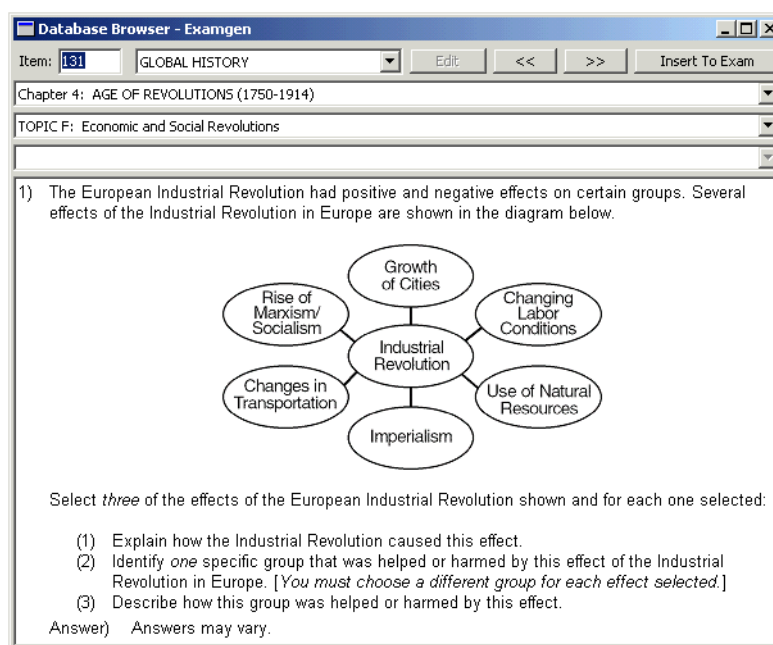 Database Browser - Examgen
Item: 131 GLOBAL HISTORY Edit << >> Insert To Exam
Chapter 4: AGE OF REVOLUTIONS (1750-1914)
TOPIC F: Economic and Social Revolutions
1) The European Industrial Revolution had positive and negative effects on certain groups. Several
effects of the Industrial Revolution in Europe are shown in the diagram below.
Growth
of Cities
Rise of
Marxism/
Socialism
Changing
Labor
Conditions
Industrial
Revolution
Changes in
Transportation
Use of Natural
Resources
Imperialism
Select three of the effects of the European Industrial Revolution shown and for each one selected:
(1) Explain how the Industrial Revolution caused this effect.
(2) Identify one specific group that was helped or harmed by this effect of the Industrial
Revolution in Europe. [You must choose a different group for each effect selected.]
(3) Describe how this group was helped or harmed by this effect.
Answer) Answers may vary.